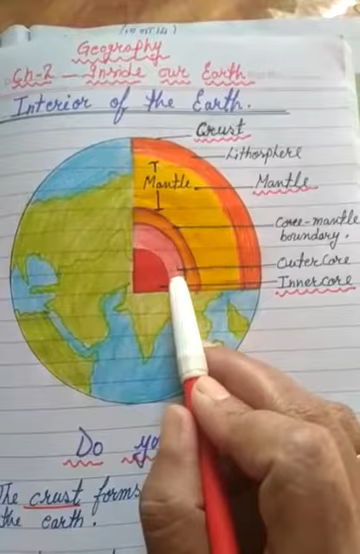 Geography
Ch-2 - Inside our Earth
Interior of the Earth.
Crust
Lithosphere
Mantle
Mantle
Core-mantle
boundary.
Outer Core
Inner core
Do
The crust forms
the earth.